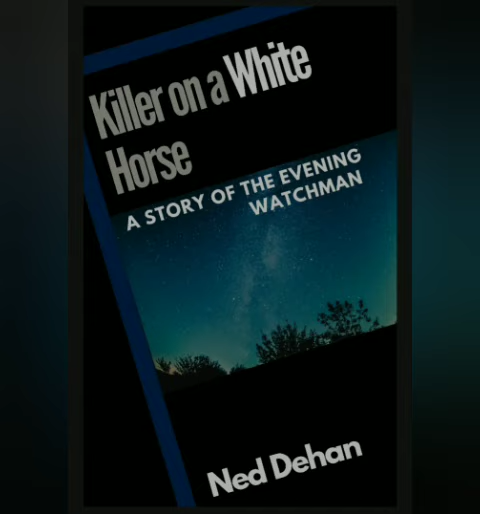 Killer on a White
Horse
A STORY OF THE EVENING
WATCHMAN
Ned Dehan